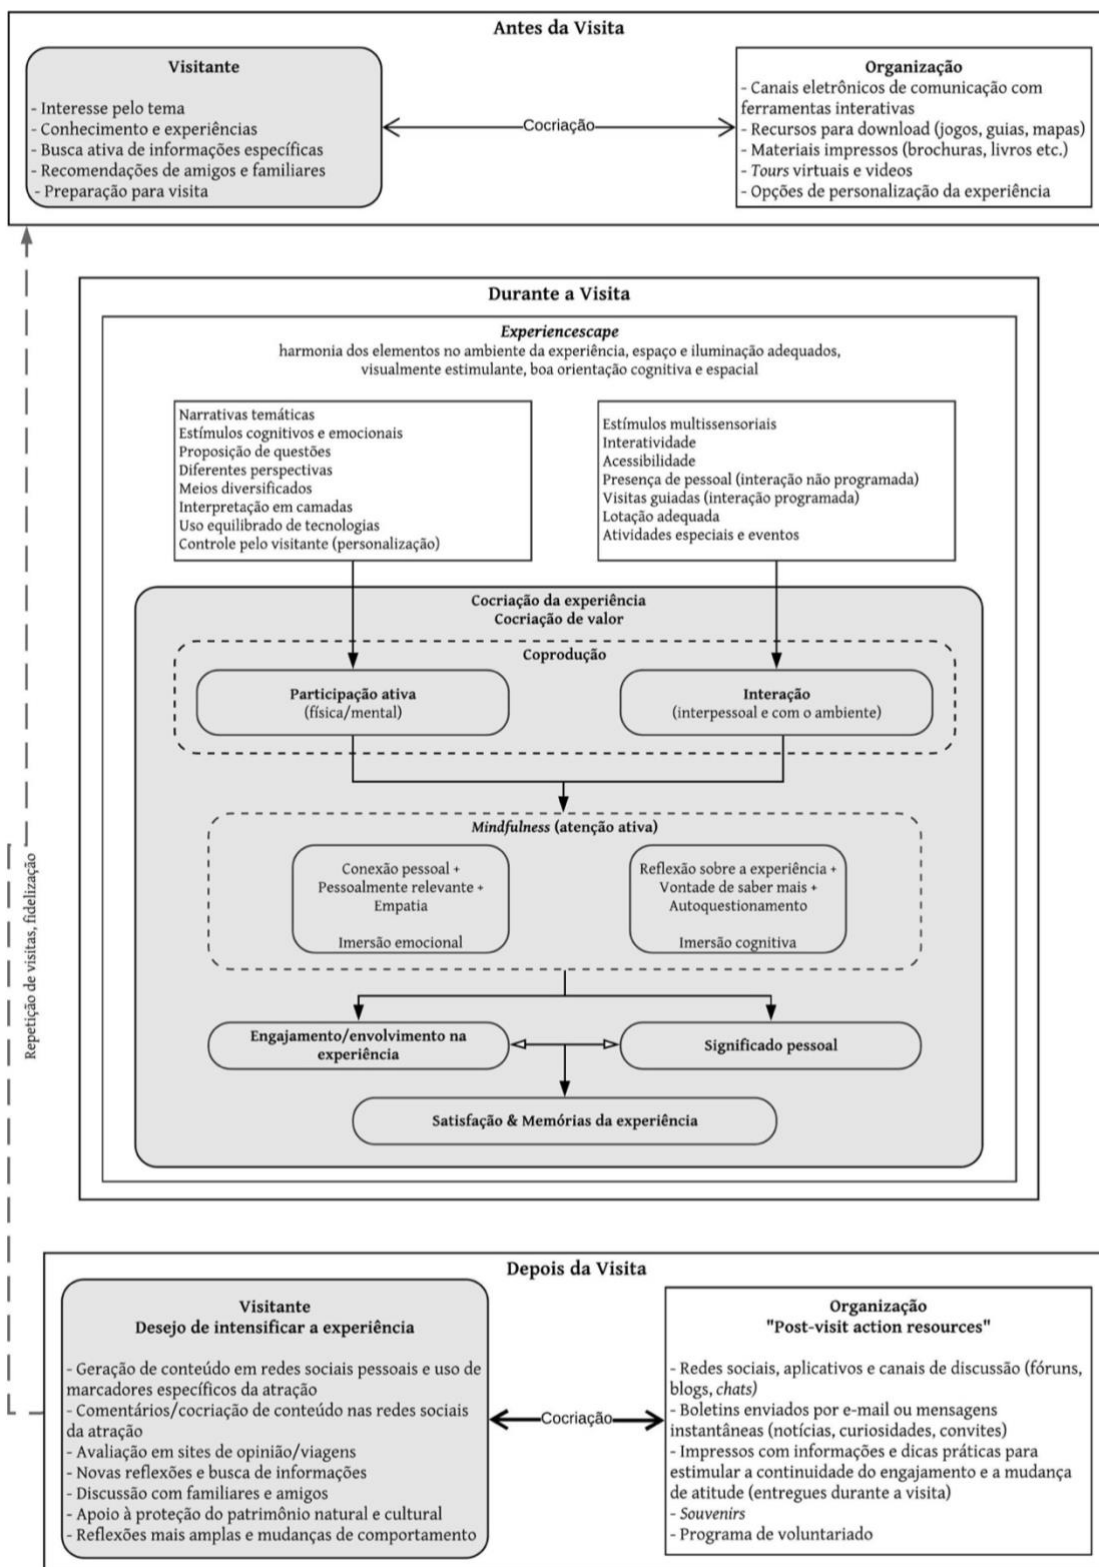 Antes da Visita
Visitante
- Interesse pelo tema
- Conhecimento e experiências
- Busca ativa de informações específicas
- Recomendações de amigos e familiares
- Preparação para visita
Cocriação
Organização
- Canais eletrônicos de comunicação com
ferramentas interativas
- Recursos para download (jogos, guias, mapas)
- Materiais impressos (brochuras, livros etc.)
- Tours virtuais e videos
- Opções de personalização da experiência
Durante a Visita
Experiencescape
harmonia dos elementos no ambiente da experiência, espaço e iluminação adequados,
visualmente estimulante, boa orientação cognitiva e espacial
Narrativas temáticas
Estímulos cognitivos e emocionais
Proposição de questões
Diferentes perspectivas
Meios diversificados
Interpretação em camadas
Uso equilibrado de tecnologias
Controle pelo visitante (personalização)
Estímulos multissensoriais
Interatividade
Acessibilidade
Presença de pessoal (interação não programada)
Visitas guiadas (interação programada)
Lotação adequada
Atividades especiais e eventos
Cocriação da experiência
Cocriação de valor
Coprodução
Participação ativa
(física/mental)
Interação
(interpessoal e com o ambiente)
Mindfulness (atenção ativa)
Conexão pessoal +
Pessoalmente relevante +
Empatia
Imersão emocional
Reflexão sobre a experiência +
Vontade de saber mais +
Autoquestionamento
Imersão cognitiva
Engajamento/envolvimento na
experiência
Significado pessoal
Satisfação & Memórias da experiência
Repetição de visitas, fidelização
Depois da Visita
Visitante
Desejo de intensificar a experiência
- Geração de conteúdo em redes sociais pessoais e uso de
marcadores específicos da atração
- Comentários/cocriação de conteúdo nas redes sociais
da atração
- Avaliação em sites de opinião/viagens
- Novas reflexões e busca de informações
- Discussão com familiares e amigos
- Apoio à proteção do patrimônio natural e cultural
- Reflexões mais amplas e mudanças de comportamento
Cocriação
Organização
"Post-visit action resources"
- Redes sociais, aplicativos e canais de discussão (fóruns,
blogs, chats)
- Boletins enviados por e-mail ou mensagens
instantâneas (notícias, curiosidades, convites)
- Impressos com informações e dicas práticas para
estimular a continuidade do engajamento e a mudança
de atitude (entregues durante a visita)
- Souvenirs
- Programa de voluntariado